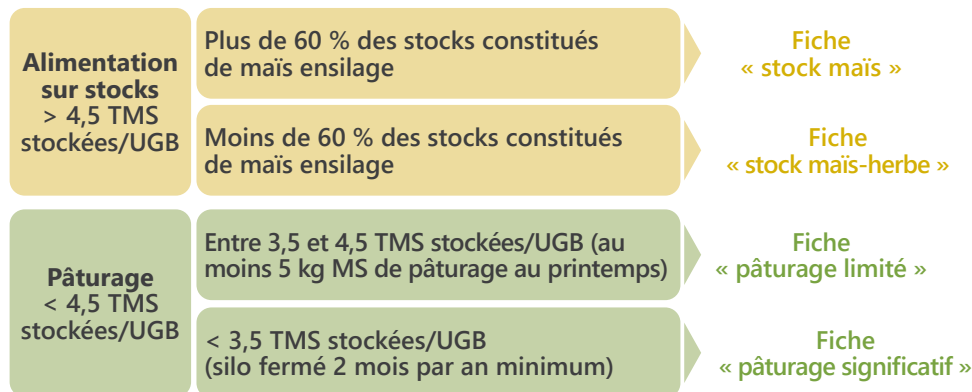 Alimentation
sur stocks
> 4,5 TMS
stockées/UGB
Plus de 60 % des stocks constitués
de maïs ensilage
Fiche
« stock maïs »
Moins de 60 % des stocks constitués
de maïs ensilage
Fiche
« stock maïs-herbe »
Pâturage
< 4,5 TMS
stockées/UGB
Entre 3,5 et 4,5 TMS stockées/UGB (au
moins 5 kg MS de pâturage au printemps)
Fiche
« pâturage limité »
< 3,5 TMS stockées/UGB
(silo fermé 2 mois par an minimum)
Fiche
« pâturage significatif »